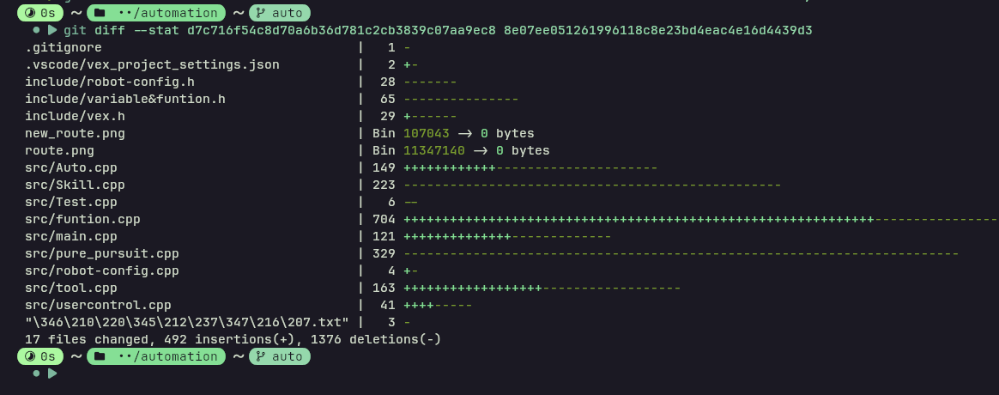 0s ~ ··/automation ~ auto
git diff --stat d7c716f54c8d70a6b36d781c2cb3839c07aa9ec8 8e07ee051261996118c8e23bd4eac4e16d4439d3
.gitignore | 1 -
.vscode/vex_project_settings.json | 2 +-
include/robot-config.h | 28 -------
include/variable&funtion.h | 65 ---------------
include/vex.h | 29 +------
new_route.png | Bin 107043 -> 0 bytes
route.png | Bin 11347140 -> 0 bytes
src/Auto.cpp | 149 ++++++++++++---------------------
src/Skill.cpp | 223 -------------------------------------------------
src/Test.cpp | 6 --
src/funtion.cpp | 704 +++++++++++++++++++++++++++++++++++++++++++++++++++++++++++++----------------
src/main.cpp | 121 ++++++++++++++-------------
src/pure_pursuit.cpp | 329 ------------------------------------------------------------------------
src/robot-config.cpp | 4 +-
src/tool.cpp | 163 ++++++++++++++++++------------------
src/usercontrol.cpp | 41 ++++-----
"\346\210\220\345\212\237\347\216\207.txt" | 3 -
17 files changed, 492 insertions(+), 1376 deletions(-)
0s ~ ··/automation ~ auto